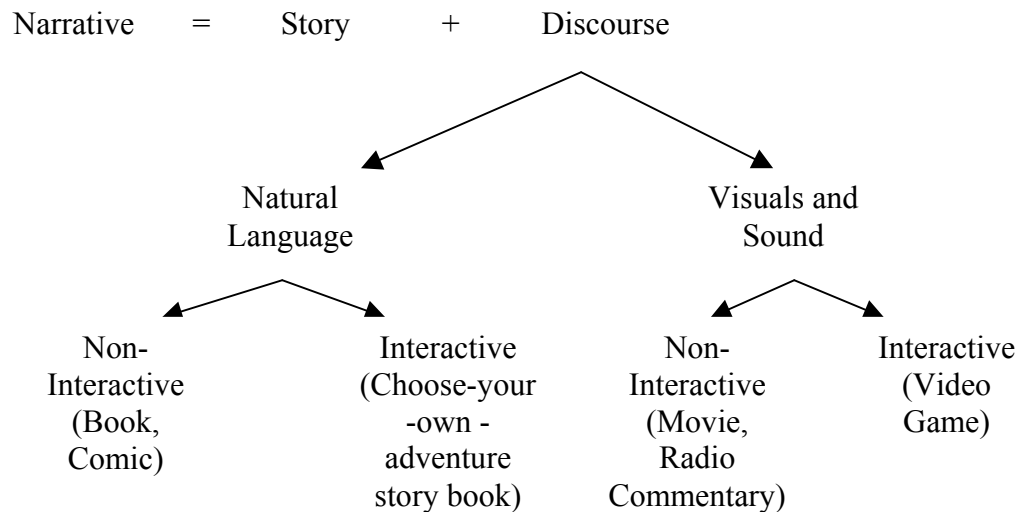 Narrative = Story + Discourse
Natural
Language
Visuals and
Sound
Non-
Interactive
(Book,
Comic)
Interactive
(Choose-your
-own -
adventure
story book)
Non-
Interactive
(Movie,
Radio
Commentary)
Interactive
(Video
Game)